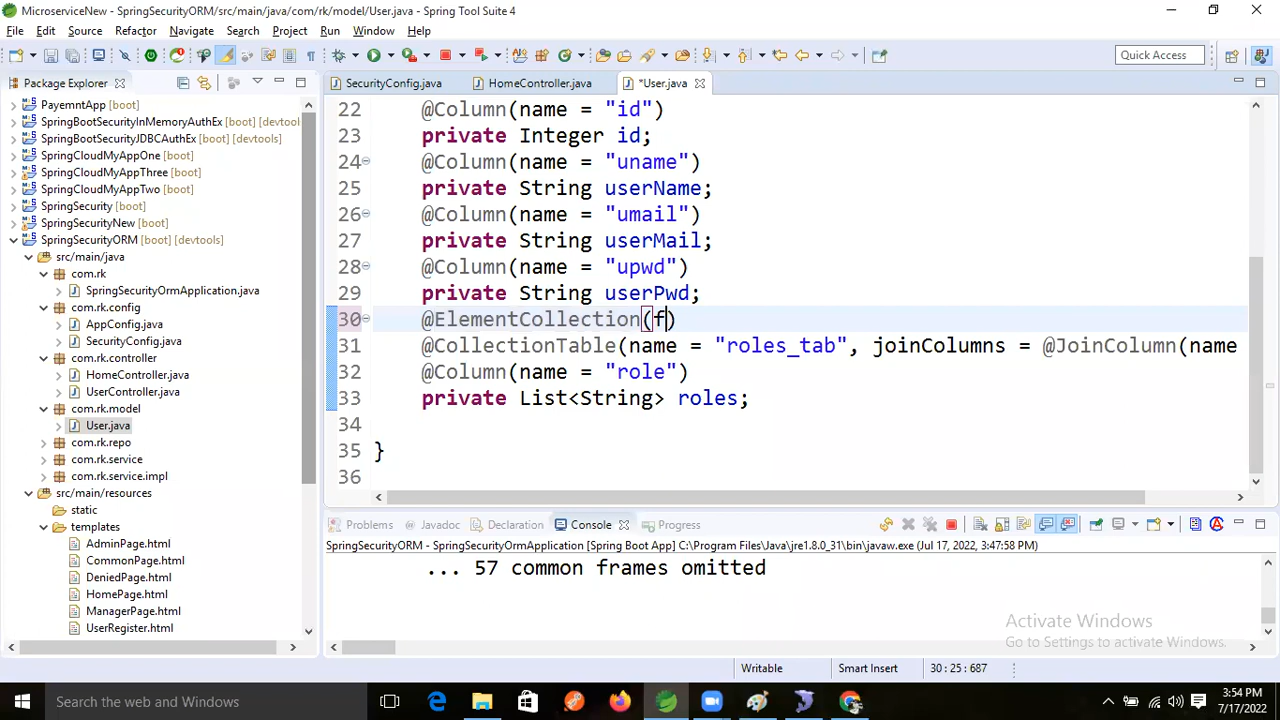 MicroserviceNew - SpringSecurityORM/src/main/java/com/rk/model/User.java - Spring Tool Suite 4
File Edit Source Refactor Navigate Search Project Run Window Help
Quick Access
Package Explorer
SecurityConfig.java HomeController.java *User.java
PayemntApp [boot]
SpringBootSecurityInMemoryAuthEx [boot] [devtool
SpringBootSecurityJDBCAuthEx [boot] [devtools]
SpringCloudMyAppOne [boot]
SpringCloudMyAppThree [boot]
SpringCloudMyAppTwo [boot]
SpringSecurity [boot]
SpringSecurityNew [boot]
SpringSecurityORM [boot] [devtools]
src/main/java
com.rk
SpringSecurityOrmApplication.java
com.rk.config
AppConfig.java
SecurityConfig.java
com.rk.controller
HomeController.java
UserController.java
com.rk.model
User.java
com.rk.repo
com.rk.service
com.rk.service.impl
src/main/resources
static
templates
AdminPage.html
CommonPage.html
DeniedPage.html
HomePage.html
ManagerPage.html
UserRegister.html
22 @Column(name = "id")
23 private Integer id;
24 @Column(name = "uname")
25 private String userName;
26 @Column(name = "umail")
27 private String userMail;
28 @Column(name = "upwd")
29 private String userPwd;
30 @ElementCollection(f)
31 @CollectionTable(name = "roles_tab", joinColumns = @JoinColumn(name
32 @Column(name = "role")
33 private List<String> roles;
34
35 }
36
Problems Javadoc Declaration Console Progress
SpringSecurityORM - SpringSecurityOrmApplication [Spring Boot App] C:\Program Files\Java\jre1.8.0_31\bin\javaw.exe (Jul 17, 2022, 3:47:58 PM)
... 57 common frames omitted
Activate Windows
Go to Settings to activate Windows.
Writable Smart Insert 30 : 25 : 687
Search the web and Windows
3:54 PM
7/17/2022